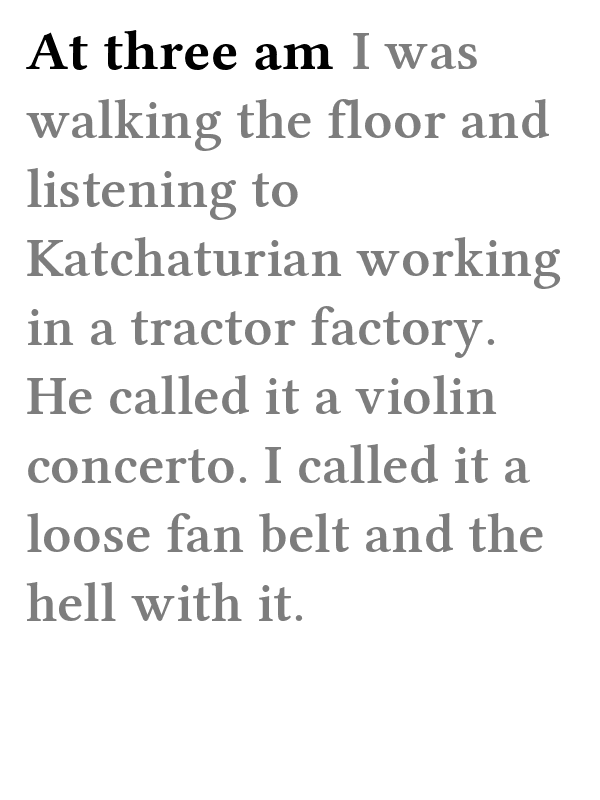 At three am I was
walking the floor and
listening to
Katchaturian working
in a tractor factory.
He called it a violin
concerto. I called it a
loose fan belt and the
hell with it.